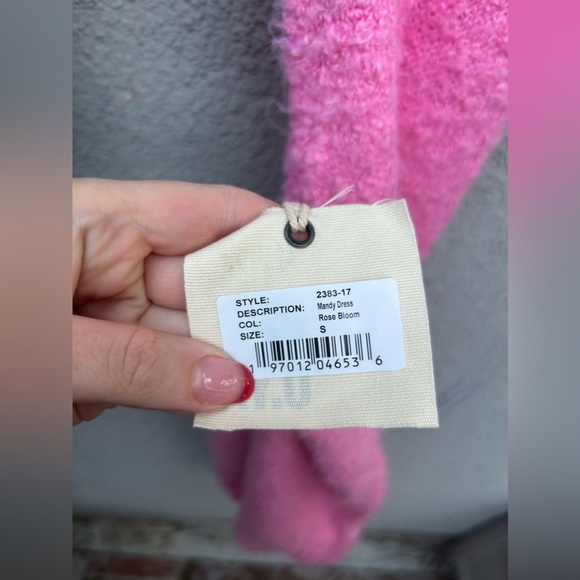 STYLE: 2383-17
DESCRIPTION: Mandy Dress
COL: Rose Bloom
SIZE: S
1 97012 04653 6